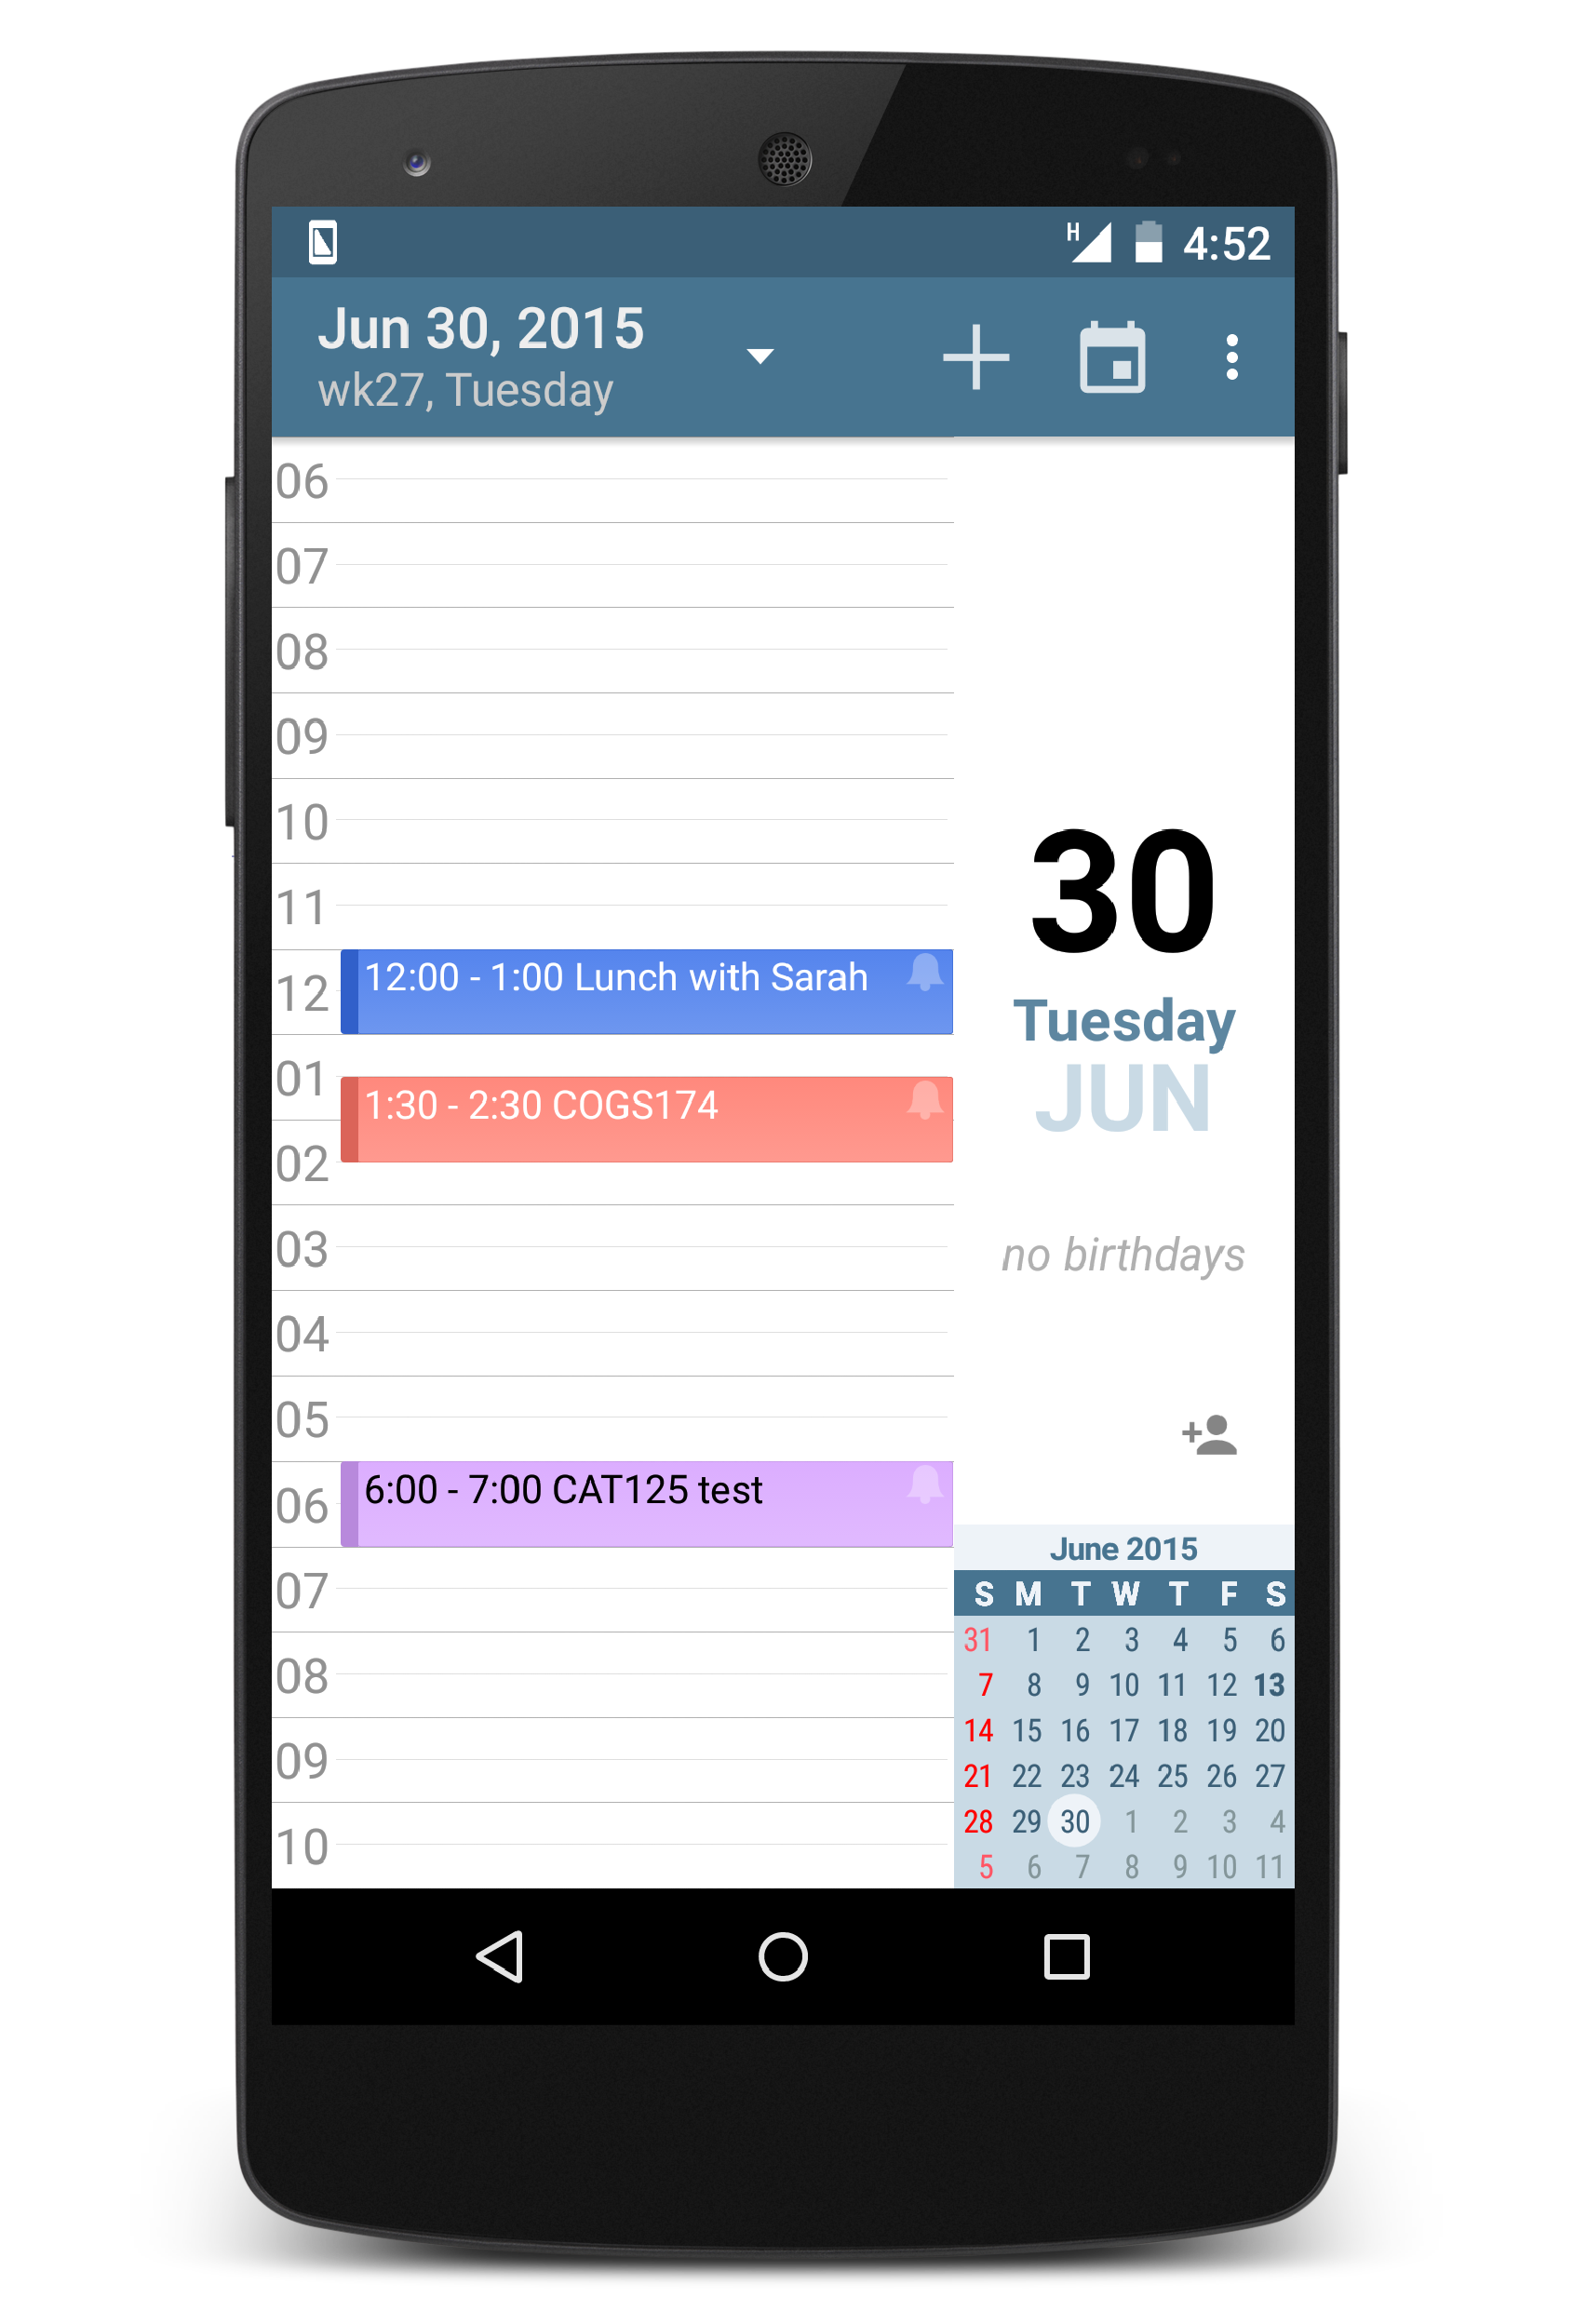 H 4:52
Jun 30, 2015
wk27, Tuesday
06
07
08
09
10
11
12
12:00 - 1:00 Lunch with Sarah
01
1:30 - 2:30 COGS174
02
03
04
05
06
6:00 - 7:00 CAT125 test
07
08
09
10
30
Tuesday
JUN
no birthdays
June 2015
S M T W T F S
31 1 2 3 4 5 6
7 8 9 10 11 12 13
14 15 16 17 18 19 20
21 22 23 24 25 26 27
28 29 30 1 2 3 4
5 6 7 8 9 10 11